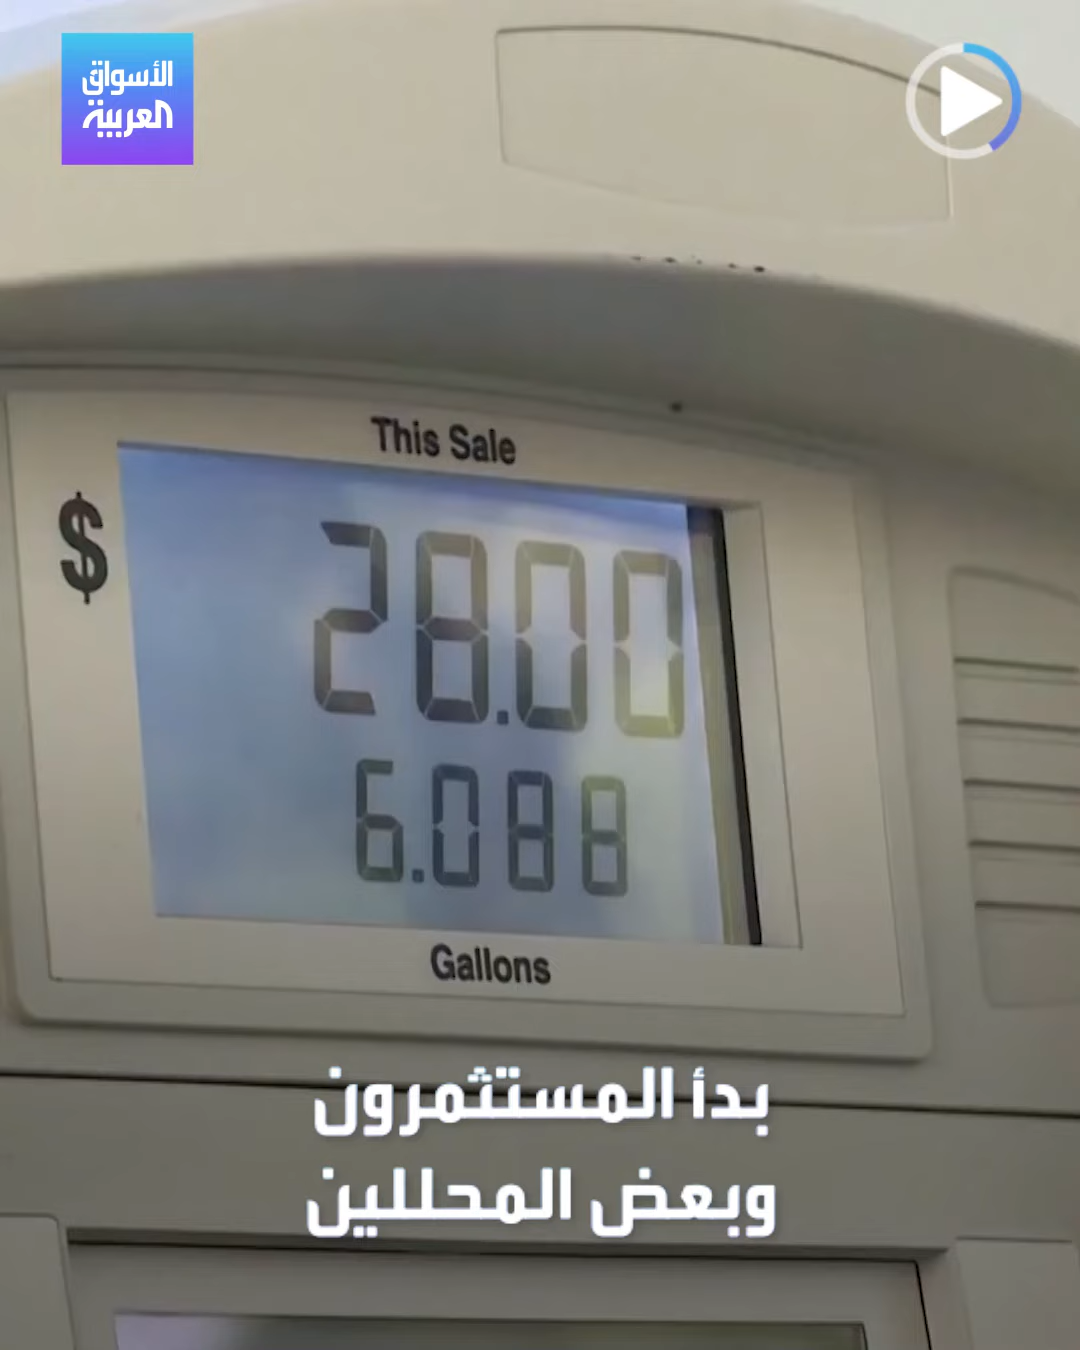 الأسواق
العربية
This Sale
$
28.00
6.088
Gallons
بدأ المستثمرون
وبعض المحللين